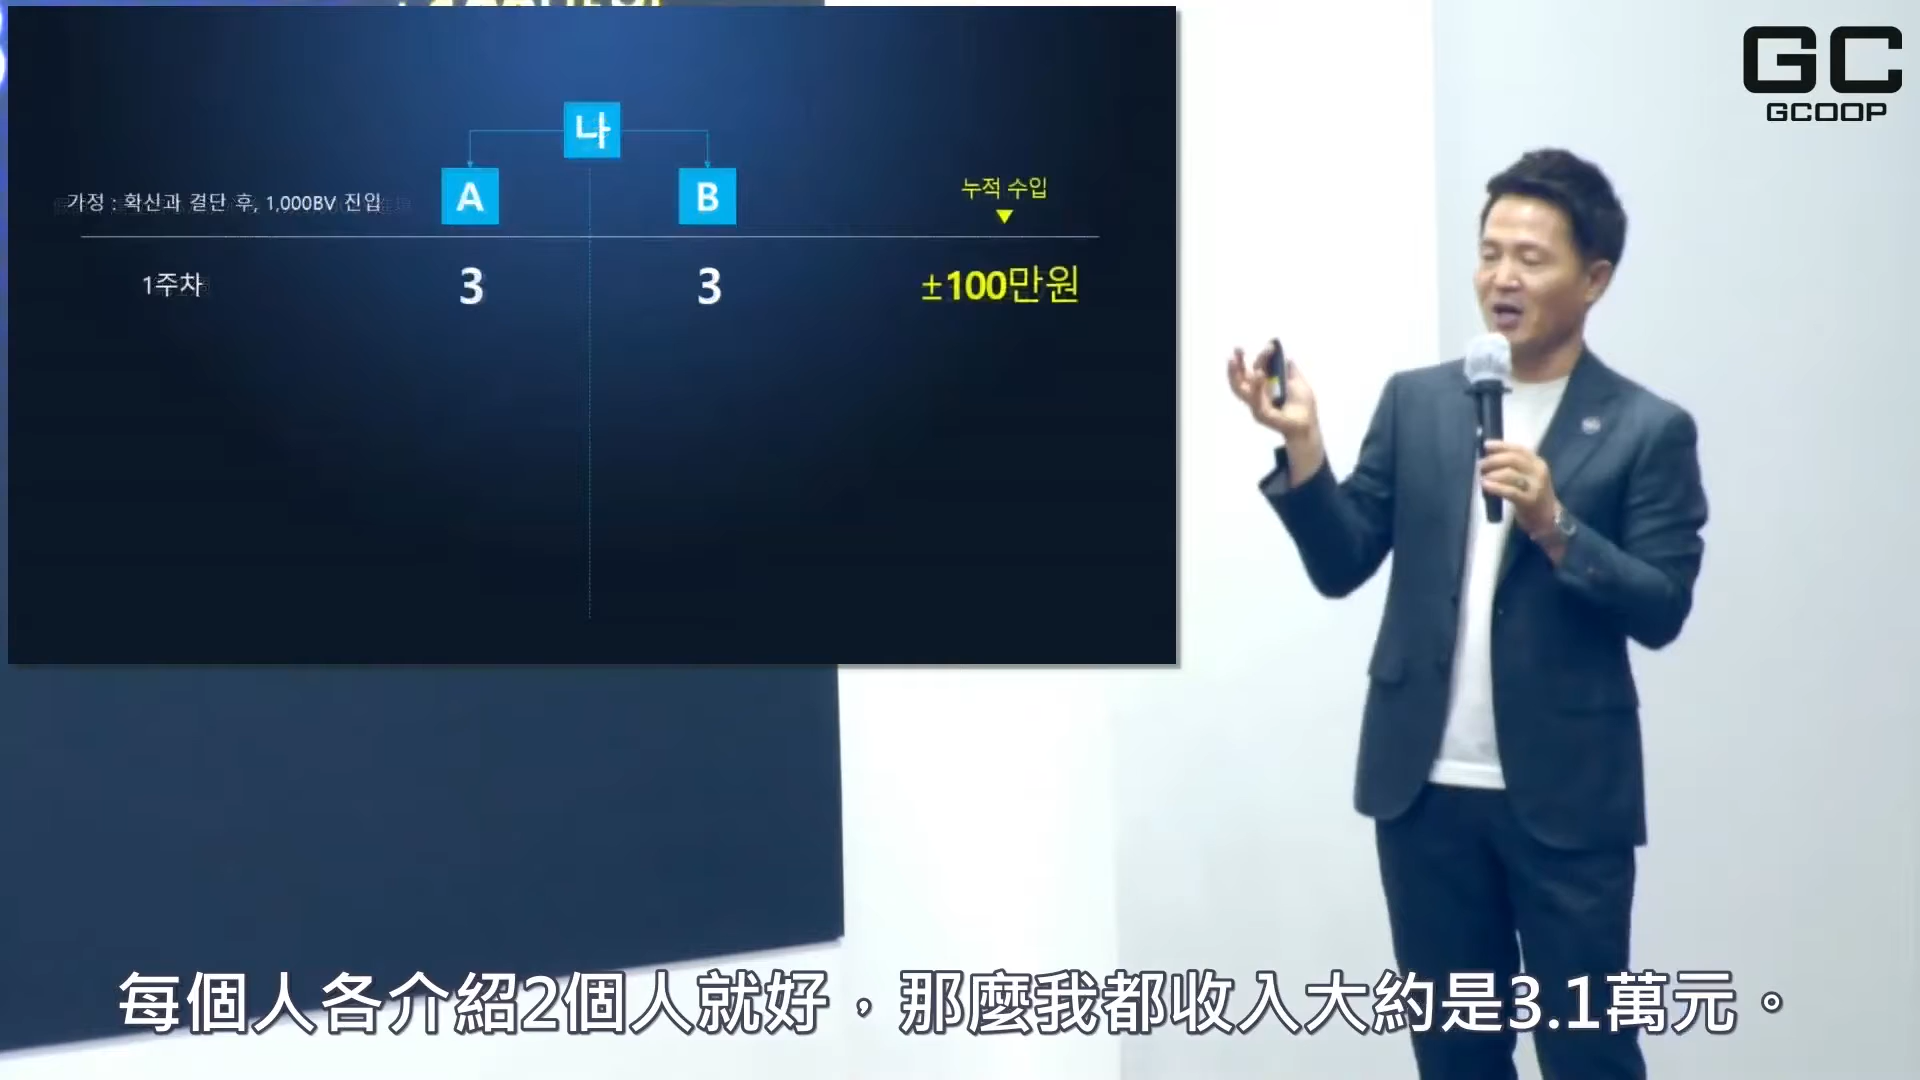 GC
GCOOP
나
A
B
가정 : 확신과 결단 후, 1,000BV 진입
누적 수입
▼
1주차
3
3
±100만원
每個人各介紹2個人就好，那麼我都收入大約是3.1萬元。